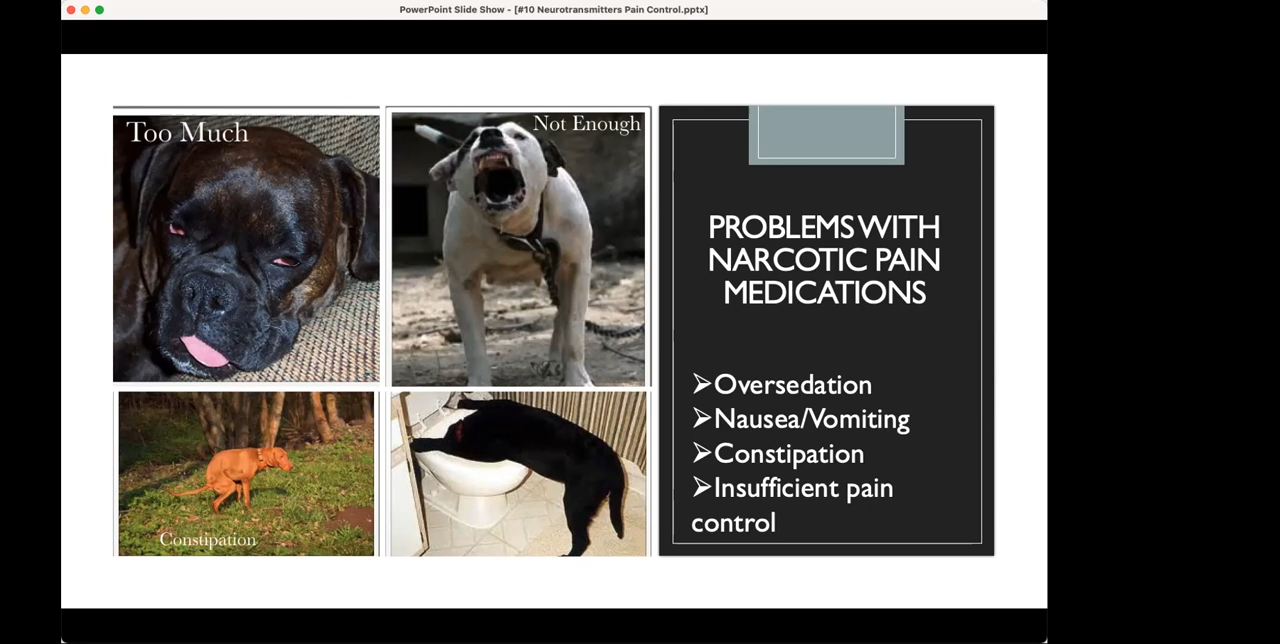 PowerPoint Slide Show - [#10 Neurotransmitters Pain Control.pptx]
Too Much
Not Enough
Constipation
PROBLEMS WITH
NARCOTIC PAIN
MEDICATIONS
➢Oversedation
➢Nausea/Vomiting
➢Constipation
➢Insufficient pain
control